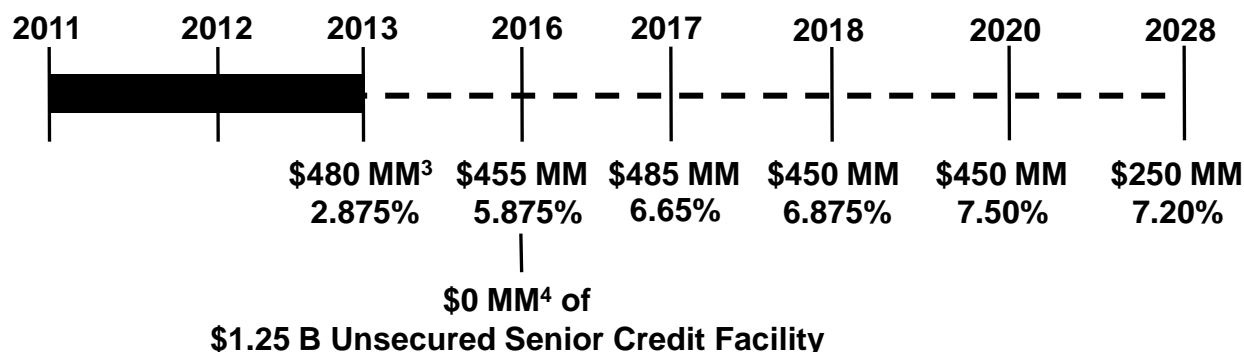 2011 2012 2013 2016 2017 2018 2020 2028
$480 MM³ $455 MM $485 MM $450 MM $450 MM $250 MM
2.875% 5.875% 6.65% 6.875% 7.50% 7.20%
$0 MM⁴ of
$1.25 B Unsecured Senior Credit Facility